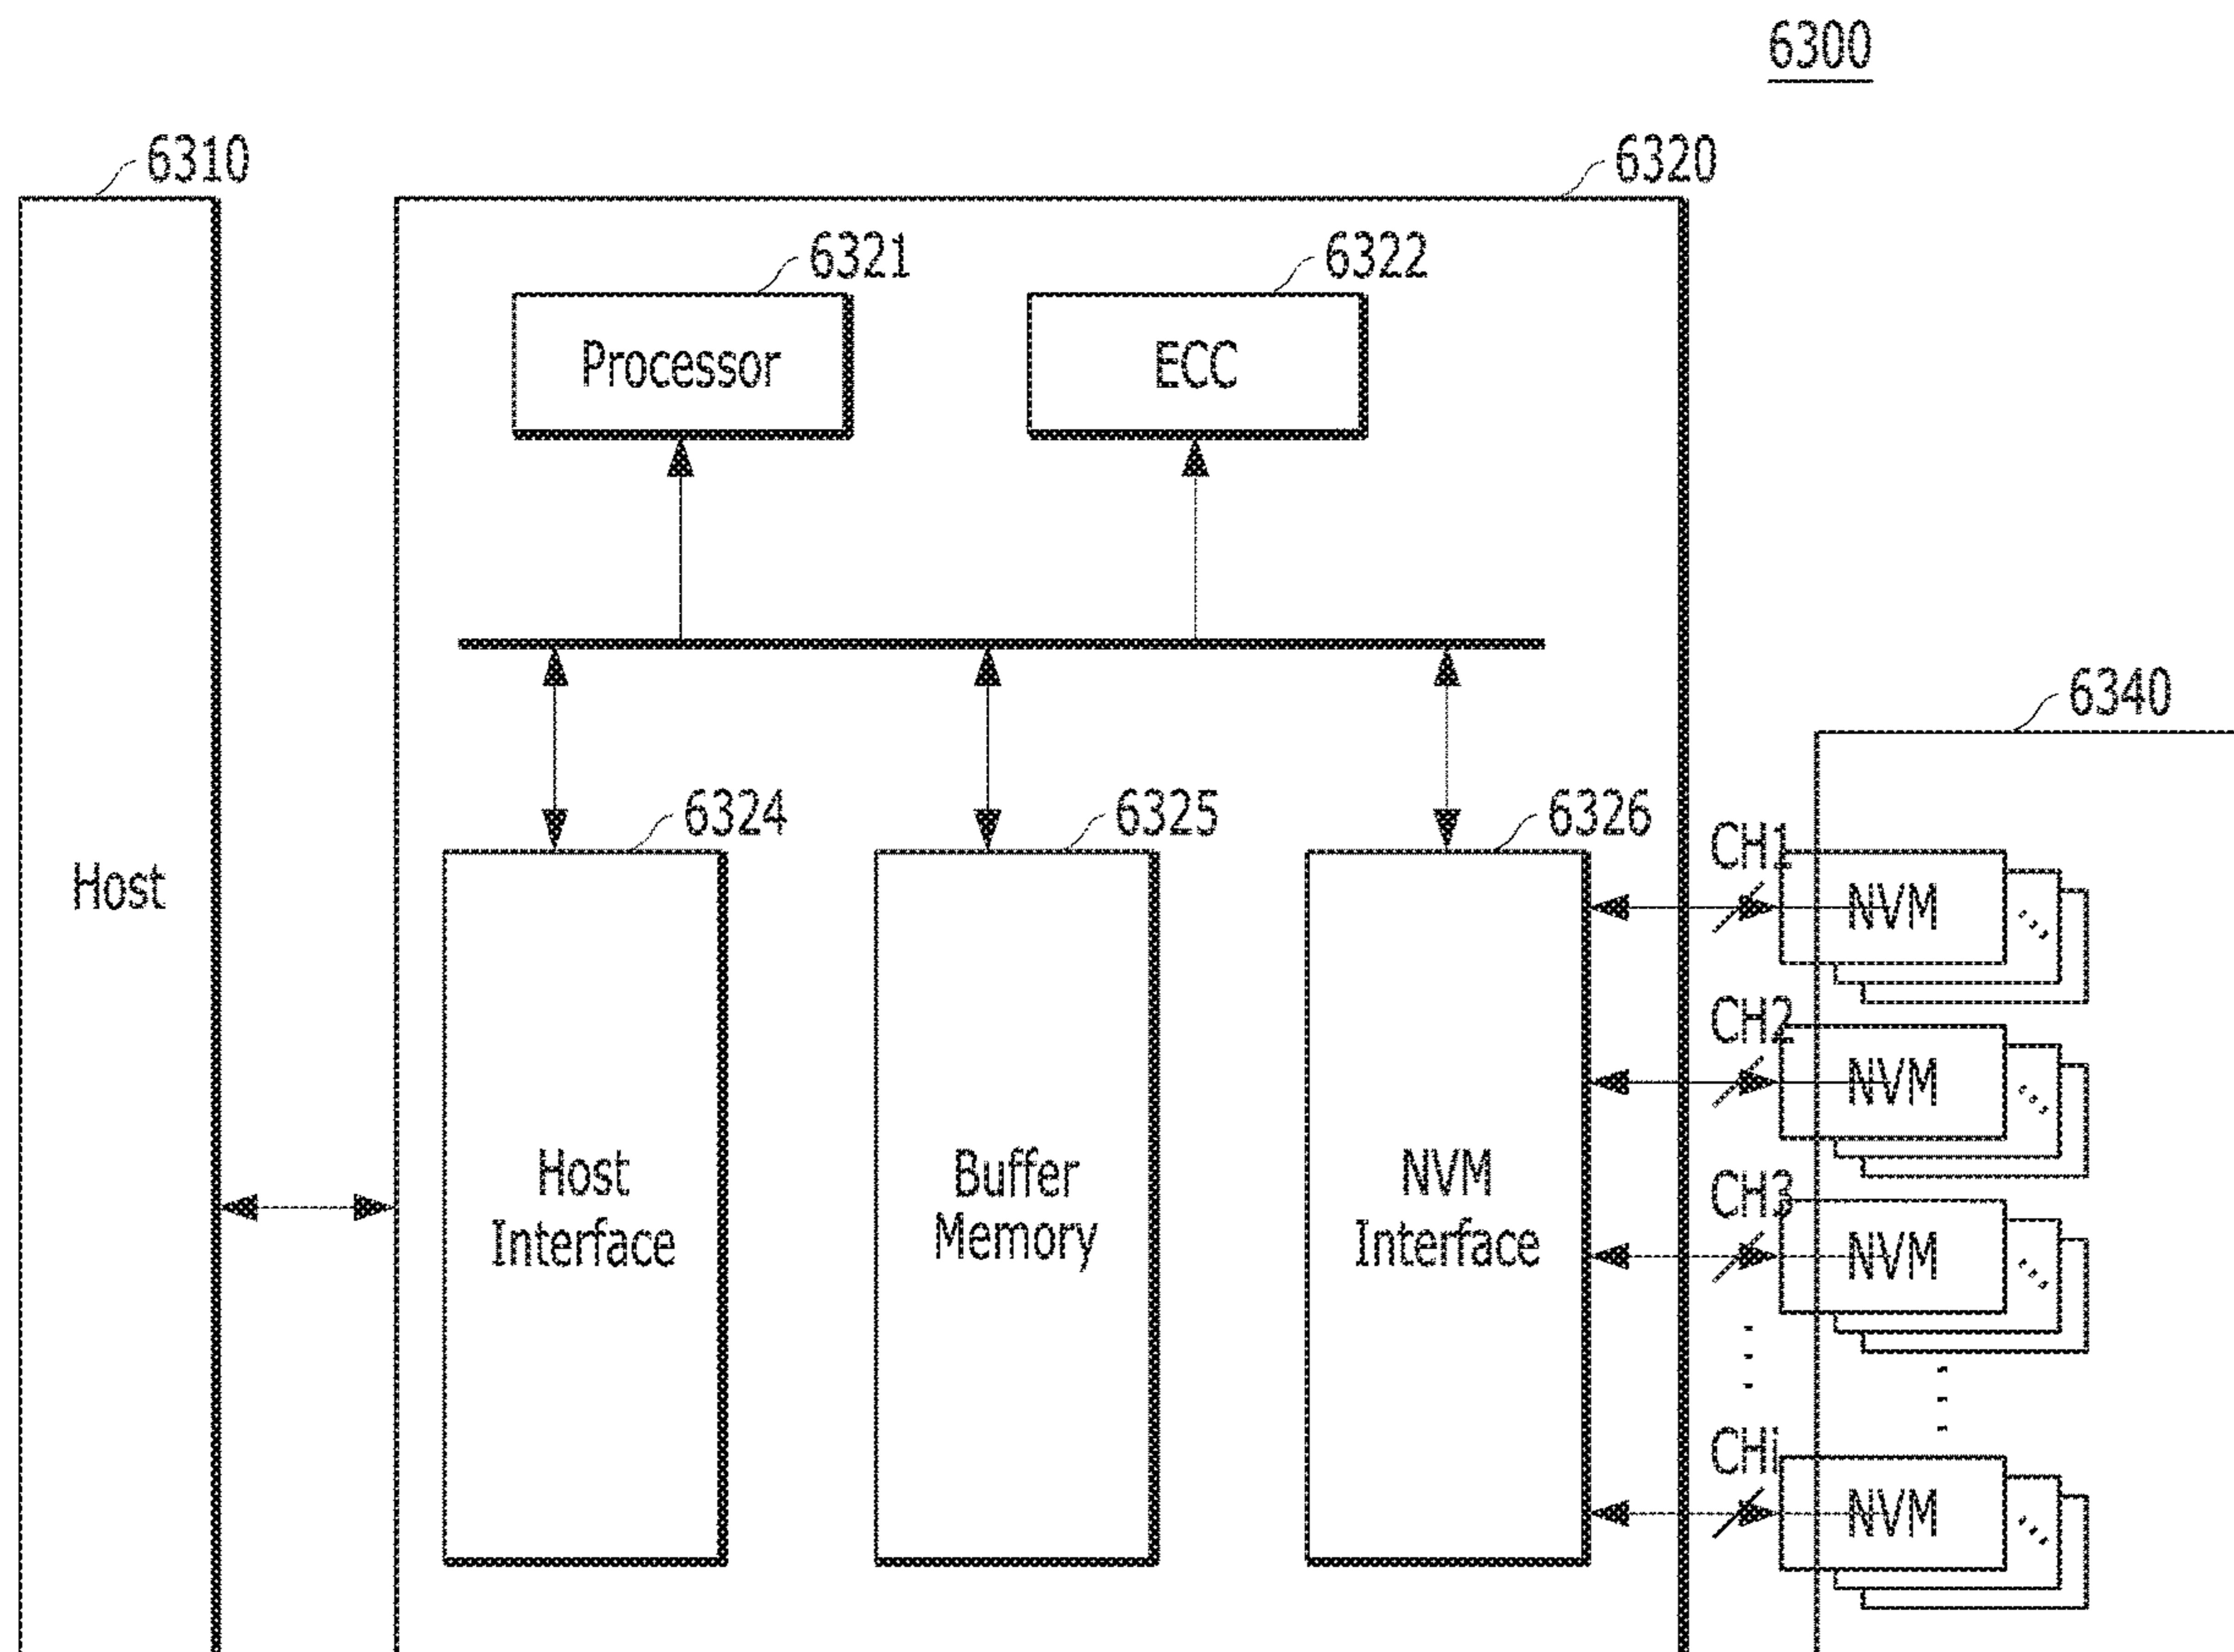 6300
6310
6320
6321
6322
Processor
ECC
6340
6324
6325
6326
CH1
Host
NVM
CH2
NVM
Host
Interface
Buffer
Memory
NVM
Interface
CH3
NVM
CHi
NVM